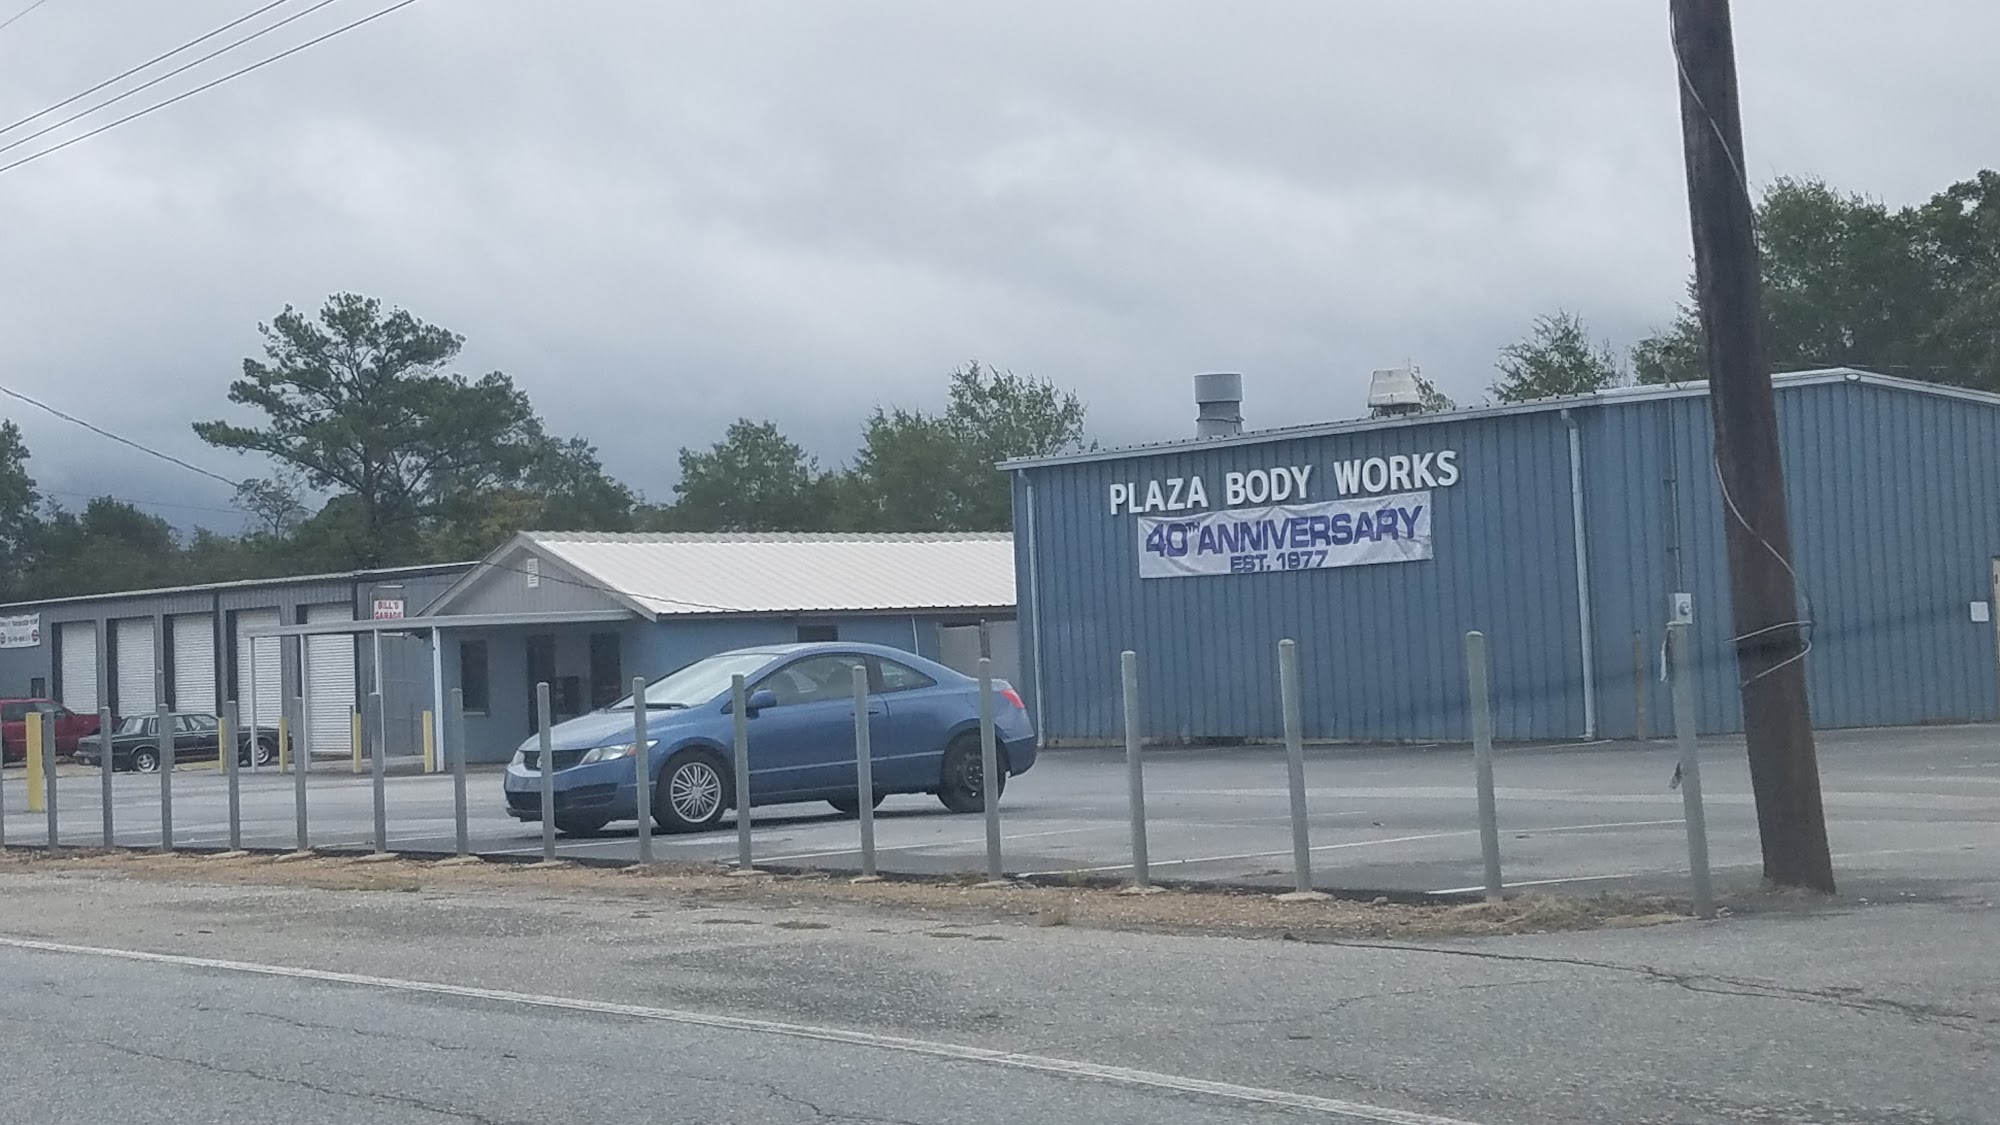 PLAZA BODY WORKS
40TH ANNIVERSARY
EST. 1977
BILL'S
GARAGE